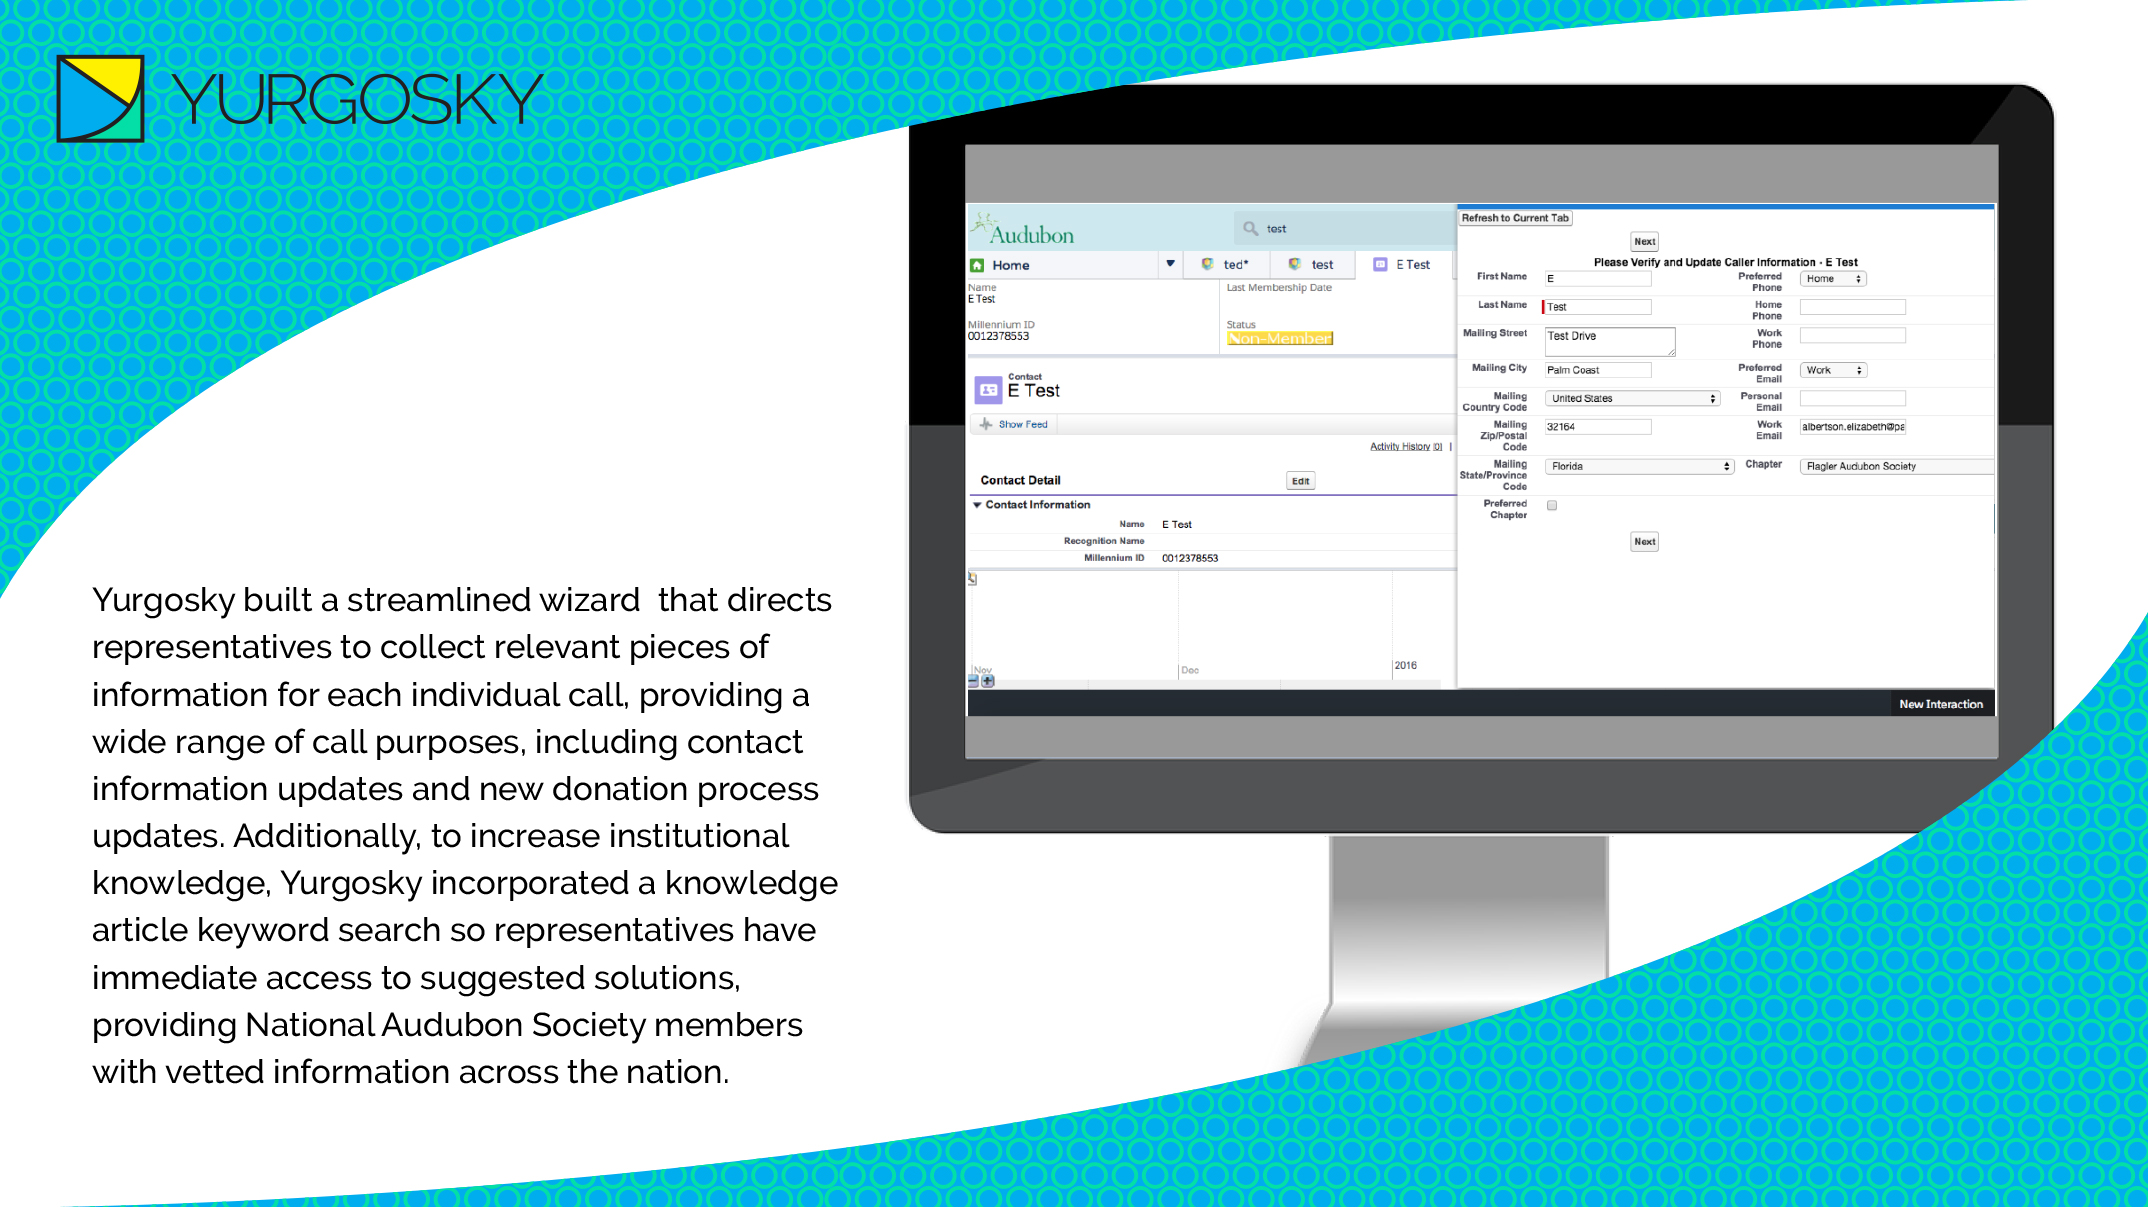 YURGOSKY
Yurgosky built a streamlined wizard  that directs
representatives to collect relevant pieces of
information for each individual call, providing a
wide range of call purposes, including contact
information updates and new donation process
updates. Additionally, to increase institutional
knowledge, Yurgosky incorporated a knowledge
article keyword search so representatives have
immediate access to suggested solutions,
providing National Audubon Society members
with vetted information across the nation.
Audubon
test
Home
ted*
test
E Test
Name
E Test
Last Membership Date
Millennium ID
0012378553
Status
Non-Member
Contact
E Test
Show Feed
Activity History [0] |
Contact Detail
Edit
Contact Information
Name E Test
Recognition Name
Millennium ID 0012378553
Nov
Dec
2016
Refresh to Current Tab
Next
Please Verify and Update Caller Information - E Test
First Name E
Preferred
Phone
Home
Last Name Test
Home
Phone
Mailing Street Test Drive
Work
Phone
Mailing City Palm Coast
Preferred
Email
Work
Mailing
Country Code
United States
Personal
Email
Mailing
Zip/Postal
Code
32164
Work
Email
albertson.elizabeth@pa
Mailing
State/Province
Code
Florida
Chapter Flagler Audubon Society
Preferred
Chapter
Next
New Interaction